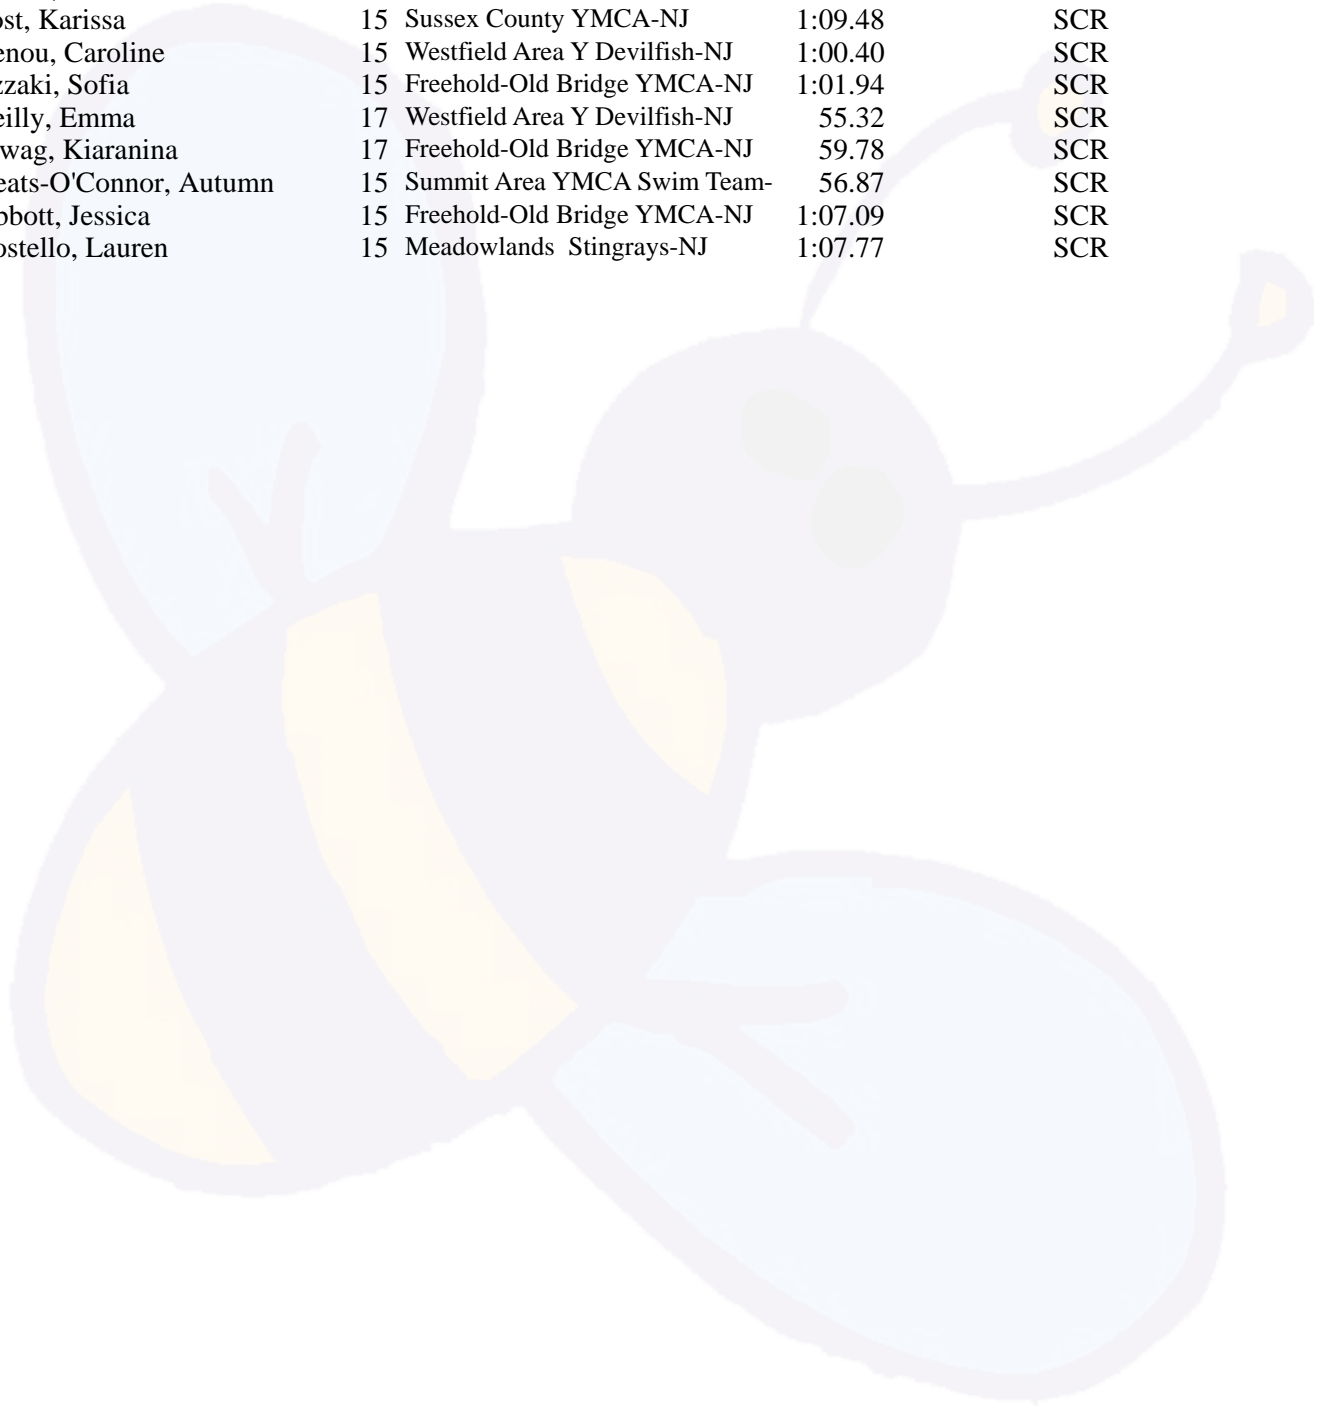 ost, Karissa 15 Sussex County YMCA-NJ 1:09.48 SCR
enou, Caroline 15 Westfield Area Y Devilfish-NJ 1:00.40 SCR
zzaki, Sofia 15 Freehold-Old Bridge YMCA-NJ 1:01.94 SCR
eilly, Emma 17 Westfield Area Y Devilfish-NJ 55.32 SCR
wag, Kiaranina 17 Freehold-Old Bridge YMCA-NJ 59.78 SCR
eats-O'Connor, Autumn 15 Summit Area YMCA Swim Team- 56.87 SCR
bbott, Jessica 15 Freehold-Old Bridge YMCA-NJ 1:07.09 SCR
ostello, Lauren 15 Meadowlands Stingrays-NJ 1:07.77 SCR